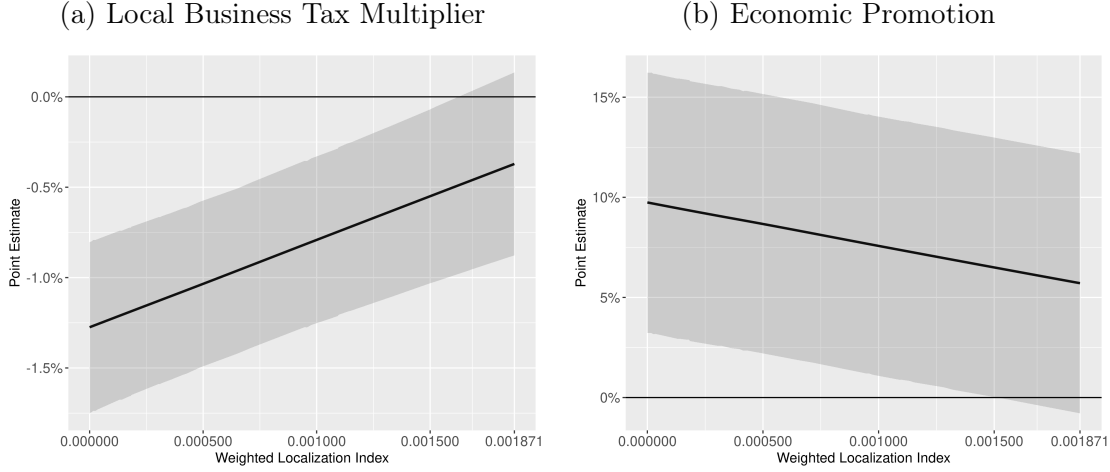 (a) Local Business Tax Multiplier
0.0%
-0.5%
-1.0%
-1.5%
Point Estimate
0.000000 0.000500 0.001000 0.001500 0.001871
Weighted Localization Index
(b) Economic Promotion
15%
10%
5%
0%
Point Estimate
0.000000 0.000500 0.001000 0.001500 0.001871
Weighted Localization Index